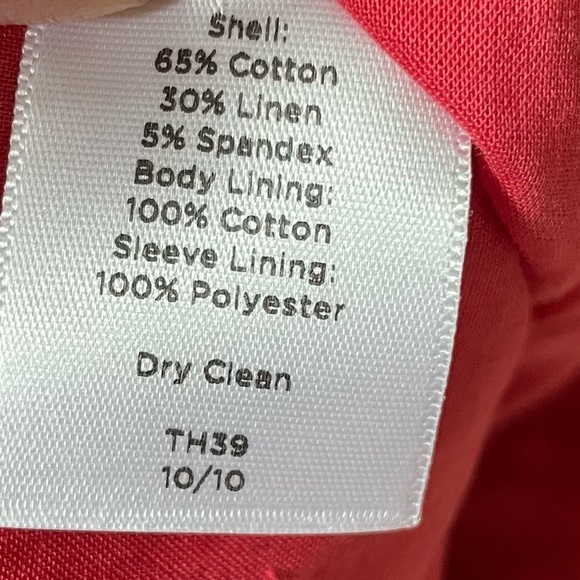 Shell:
65% Cotton
30% Linen
5% Spandex
Body Lining:
100% Cotton
Sleeve Lining:
100% Polyester
Dry Clean
TH39
10/10